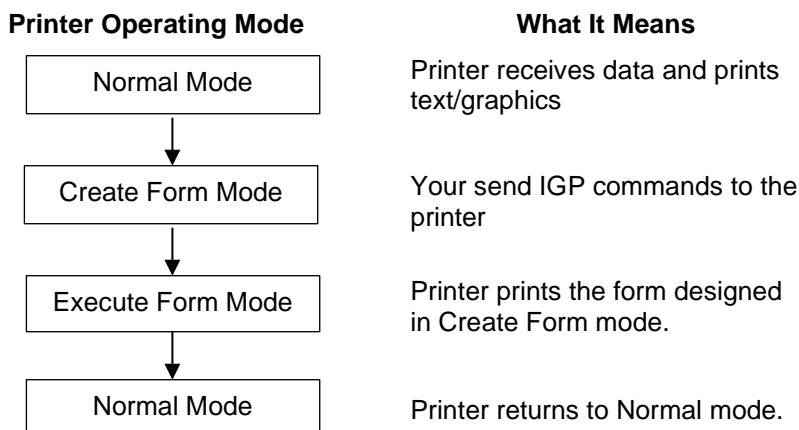 Printer Operating Mode What It Means
Normal Mode
Printer receives data and prints
text/graphics
Create Form Mode
Your send IGP commands to the
printer
Execute Form Mode
Printer prints the form designed
in Create Form mode.
Normal Mode
Printer returns to Normal mode.